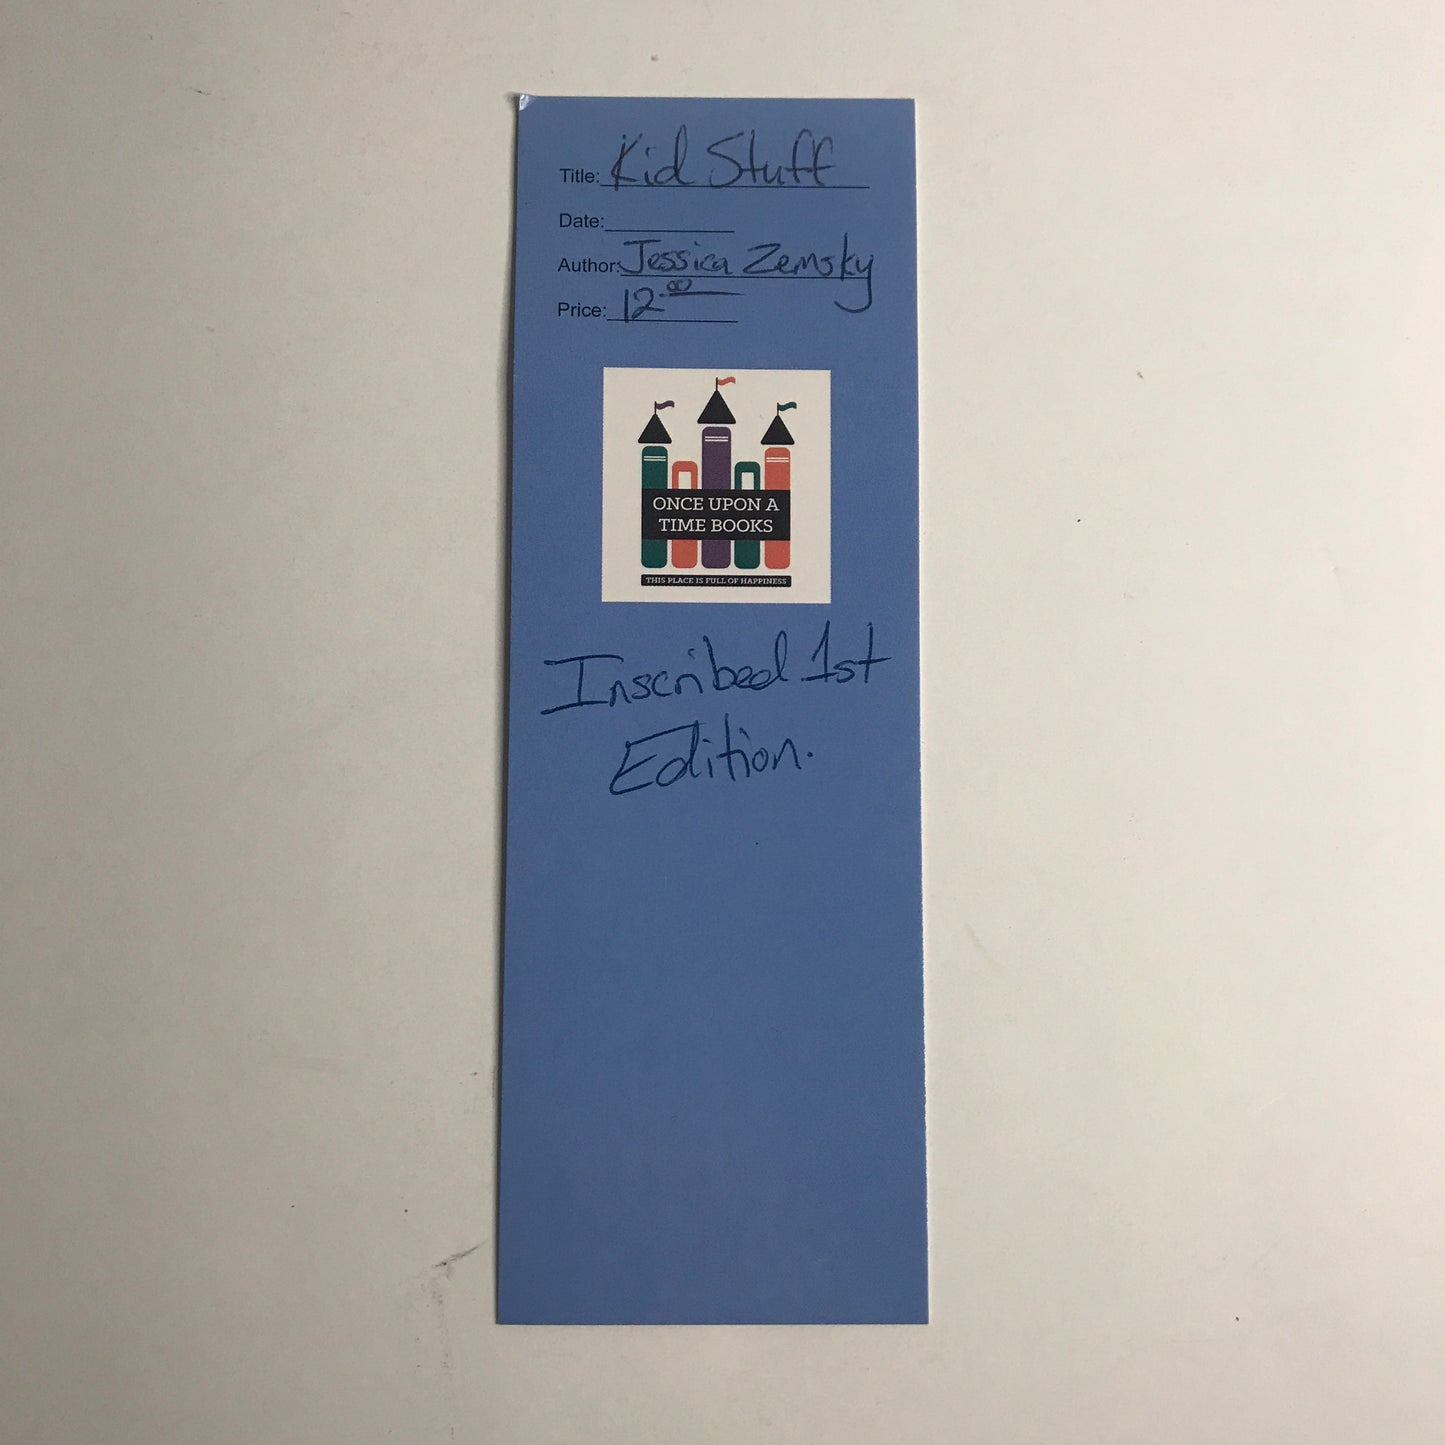 Title: Kid Stuff
Date:
Author: Jessica Zemsky
Price: 12.00
ONCE UPON A
TIME BOOKS
THIS PLACE IS FULL OF HAPPINESS
Inscribed 1st
Edition.